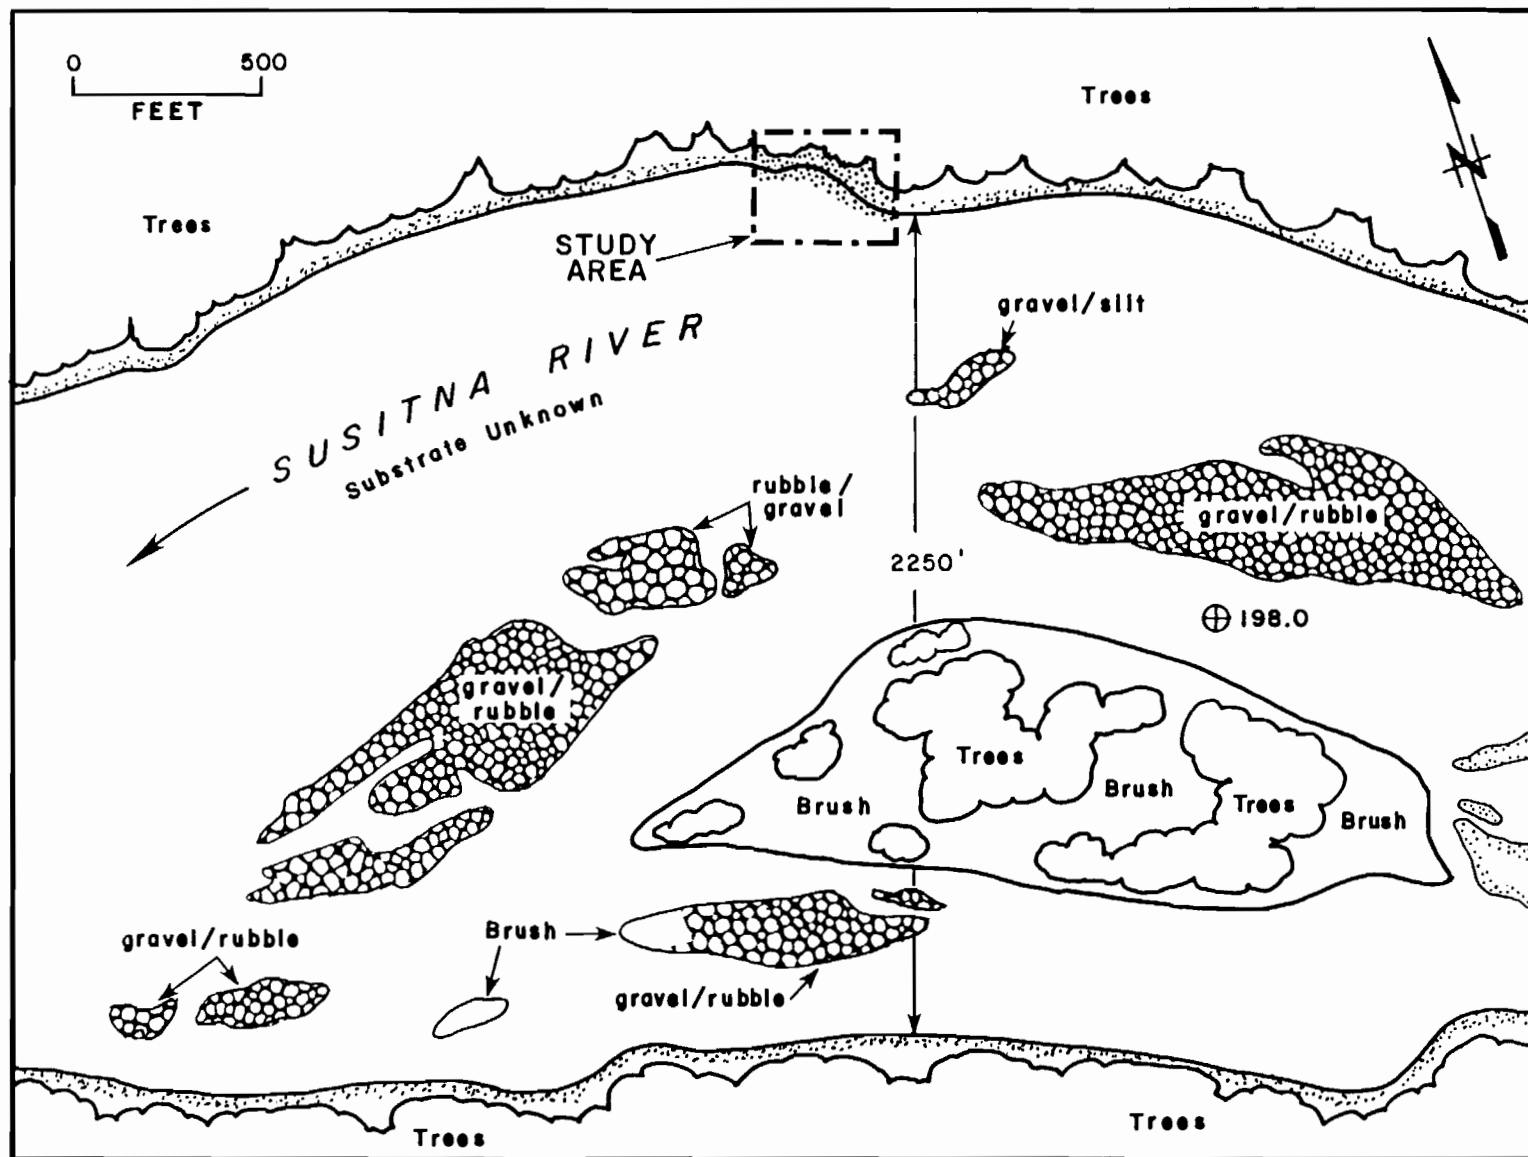 0 500
FEET
Trees
Trees
N
STUDY
AREA
gravel/silt
SUSITNA RIVER
Substrate Unknown
rubble/
gravel
gravel/rubble
2250'
198.0
gravel/
rubble
Trees
Brush
Brush
Trees
Brush
gravel/rubble
Brush
gravel/rubble
Trees
Trees